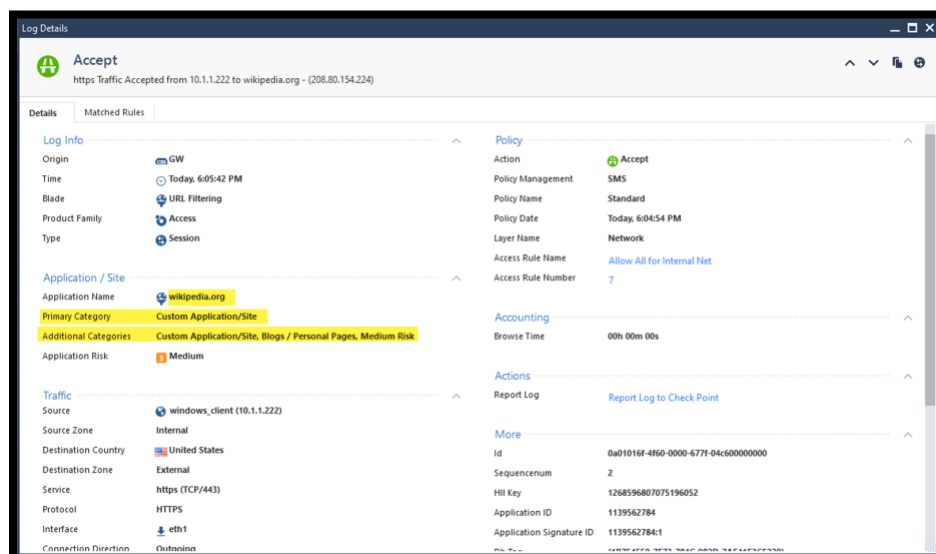 Log Details
Accept
https Traffic Accepted from 10.1.1.222 to wikipedia.org - (208.80.154.224)
Details
Matched Rules
Log Info
Origin GW
Time Today, 6:05:42 PM
Blade URL Filtering
Product Family Access
Type Session
Application / Site
Application Name wikipedia.org
Primary Category Custom Application/Site
Additional Categories Custom Application/Site, Blogs / Personal Pages, Medium Risk
Application Risk 3 Medium
Traffic
Source windows_client (10.1.1.222)
Source Zone Internal
Destination Country United States
Destination Zone External
Service https (TCP/443)
Protocol HTTPS
Interface eth1
Connection Direction Outgoing
Policy
Action Accept
Policy Management SMS
Policy Name Standard
Policy Date Today, 6:04:54 PM
Layer Name Network
Access Rule Name Allow All for Internal Net
Access Rule Number 7
Accounting
Browse Time 00h 00m 00s
Actions
Report Log Report Log to Check Point
More
Id 0a01016f-4f60-0000-677f-04c600000000
Sequencenum 2
Hll Key 1268596807075196052
Application ID 1139562784
Application Signature ID 1139562784:1